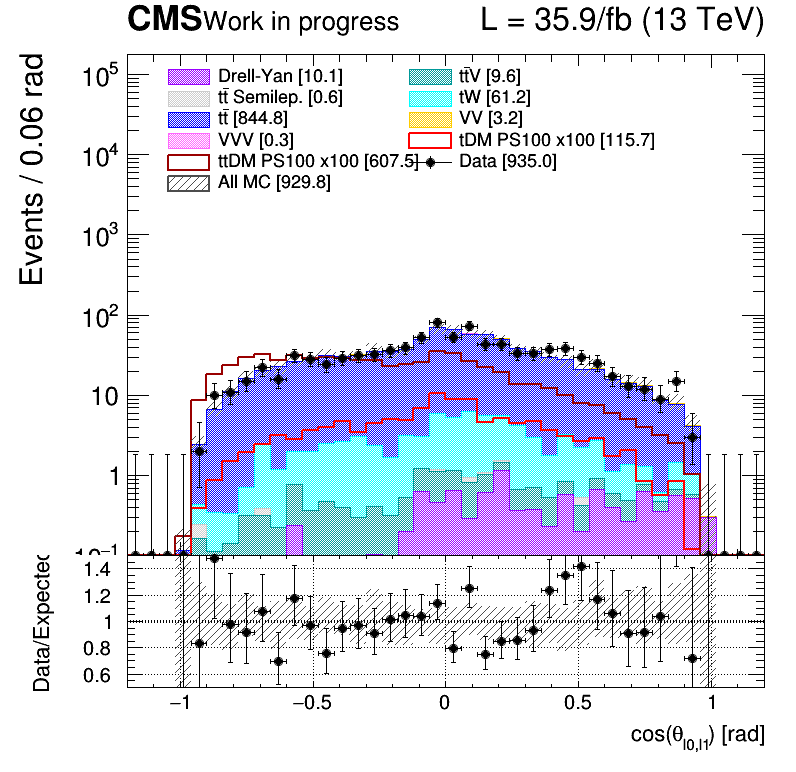 CMS Work in progress L = 35.9/fb (13 TeV)
Events / 0.06 rad
10⁵
10⁴
10³
10²
10
1
10⁻¹
Drell-Yan [10.1] tt̄V [9.6]
tt̄ Semilep. [0.6] tW [61.2]
tt̄ [844.8] VV [3.2]
VVV [0.3] tDM PS100 x100 [115.7]
ttDM PS100 x100 [607.5] Data [935.0]
All MC [929.8]
Data/Expected
1.4
1.2
1
0.8
0.6
−1 −0.5 0 0.5 1
cos(θ_l0,l1) [rad]